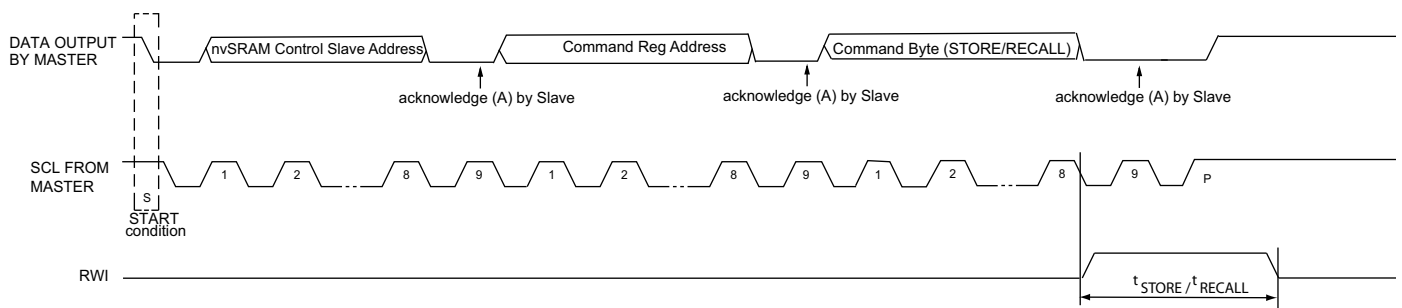 DATA OUTPUT
BY MASTER
nvSRAM Control Slave Address
Command Reg Address
Command Byte (STORE/RECALL)
acknowledge (A) by Slave
acknowledge (A) by Slave
acknowledge (A) by Slave
SCL FROM
MASTER
1 2 8 9 1 2 8 9 1 2 8 9 P
S
START
condition
RWI
t STORE / t RECALL